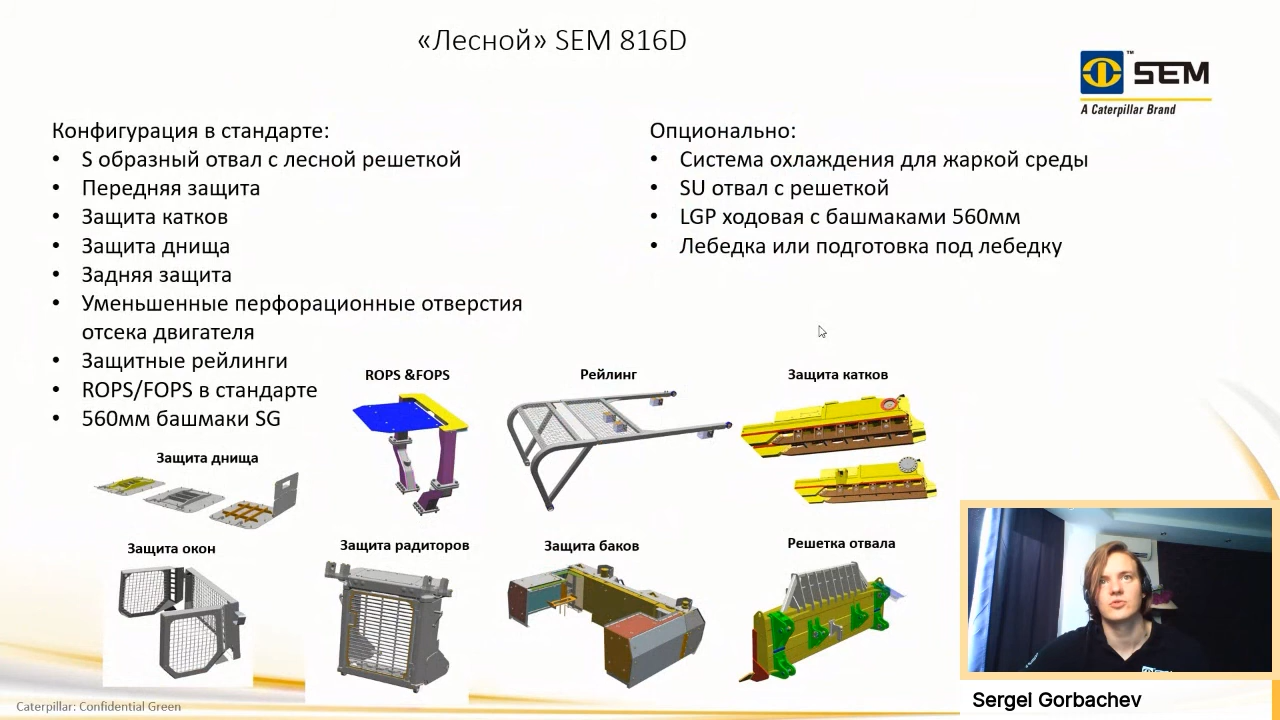 «Лесной» SEM 816D
TM
SEM
A Caterpillar Brand
Конфигурация в стандарте:
• S образный отвал с лесной решеткой
• Передняя защита
• Защита катков
• Защита днища
• Задняя защита
• Уменьшенные перфорационные отверстия
отсека двигателя
• Защитные рейлинги
• ROPS/FOPS в стандарте
• 560мм башмаки SG
Опционально:
• Система охлаждения для жаркой среды
• SU отвал с решеткой
• LGP ходовая с башмаками 560мм
• Лебедка или подготовка под лебедку
ROPS &FOPS
Рейлинг
Защита катков
Защита днища
Защита окон
Защита радиторов
Защита баков
Решетка отвала
Sergei Gorbachev
Caterpillar: Confidential Green